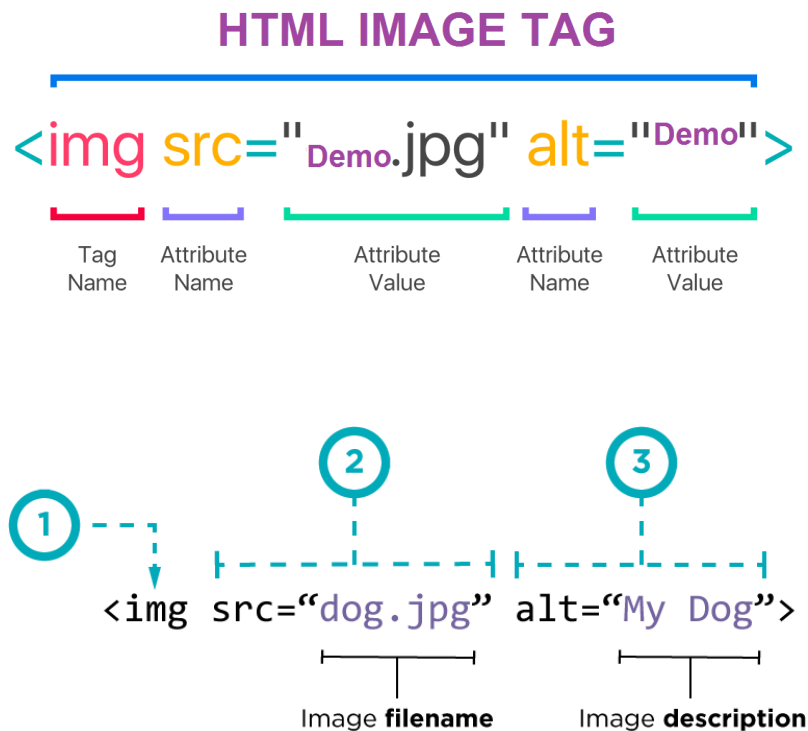 HTML IMAGE TAG
<img src="Demo.jpg" alt="Demo">
Tag Name
Attribute Name
Attribute Value
Attribute Name
Attribute Value
1
2
3
<img src=“dog.jpg” alt=“My Dog”>
Image filename
Image description